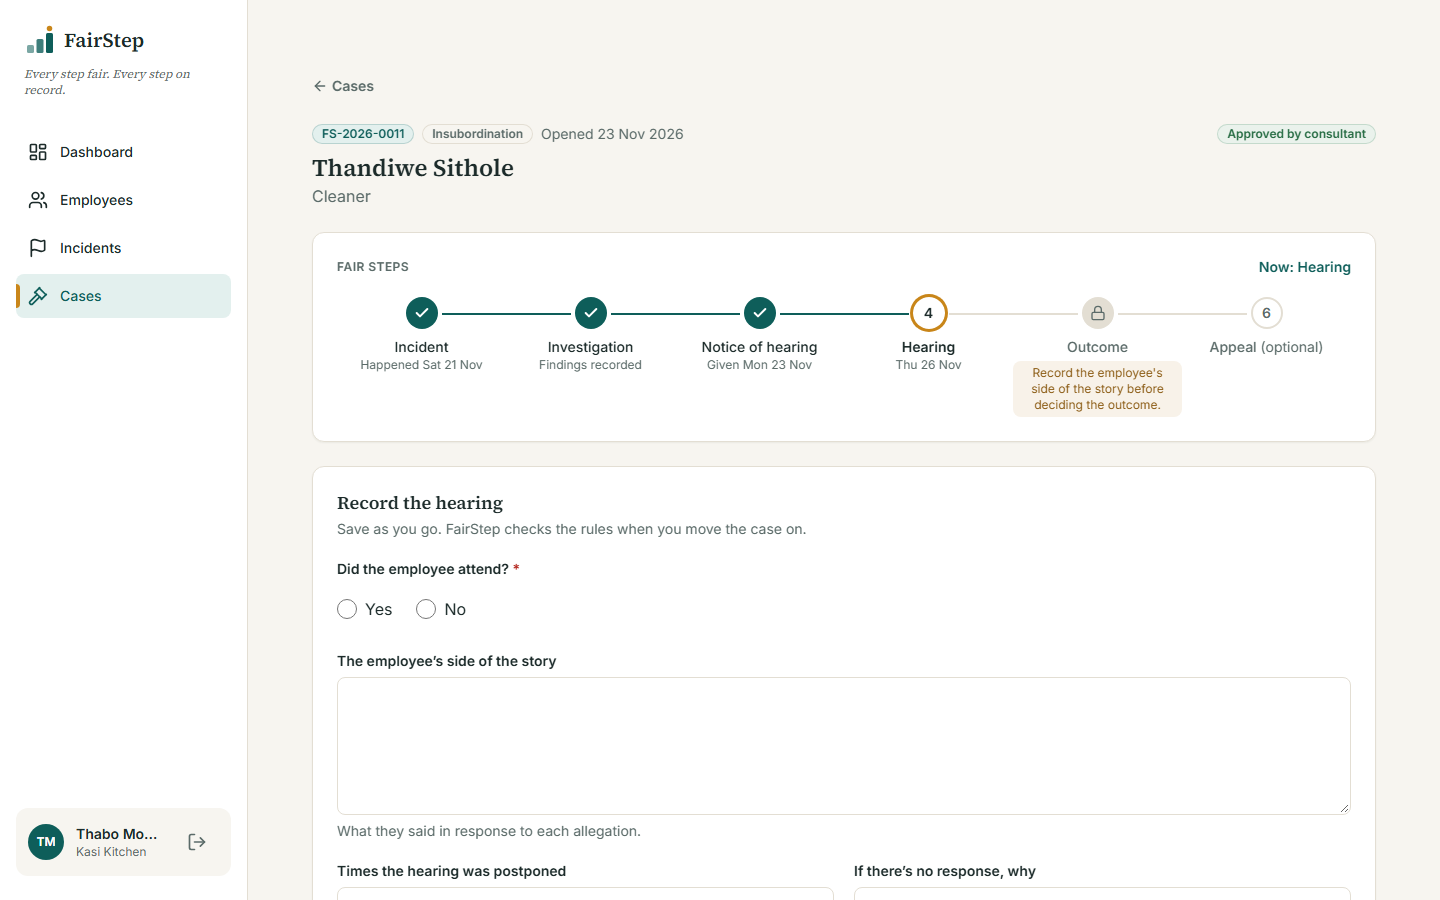 FairStep
Every step fair. Every step on
record.
Dashboard
Employees
Incidents
Cases
TM
Thabo Mo...
Kasi Kitchen
Cases
FS-2026-0011
Insubordination
Opened 23 Nov 2026
Approved by consultant
Thandiwe Sithole
Cleaner
FAIR STEPS
Now: Hearing
Incident
Happened Sat 21 Nov
Investigation
Findings recorded
Notice of hearing
Given Mon 23 Nov
4
Hearing
Thu 26 Nov
Outcome
Record the employee's
side of the story before
deciding the outcome.
6
Appeal (optional)
Record the hearing
Save as you go. FairStep checks the rules when you move the case on.
Did the employee attend? *
Yes
No
The employee’s side of the story
What they said in response to each allegation.
Times the hearing was postponed
If there’s no response, why